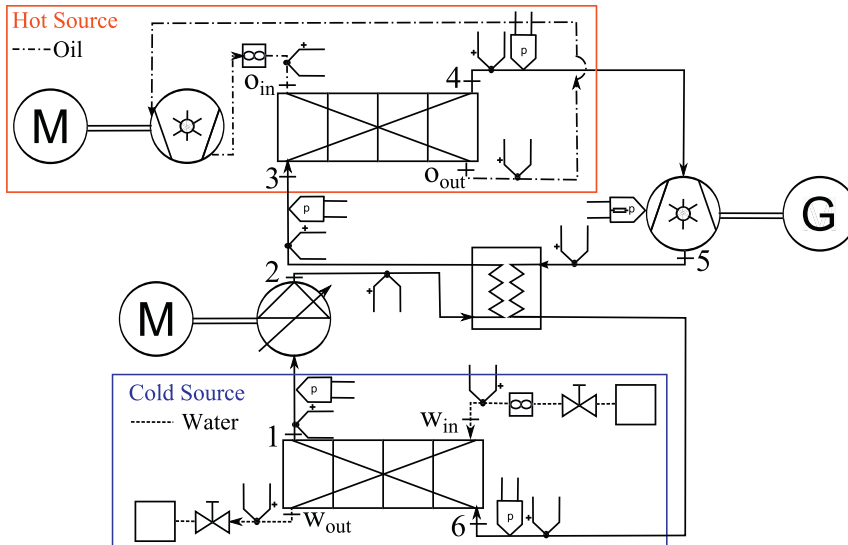 Hot Source
Oil
M
o_in
4
p
3
o_out
p
p
G
5
2
M
Cold Source
Water
p
1
w_in
w_out
6
p